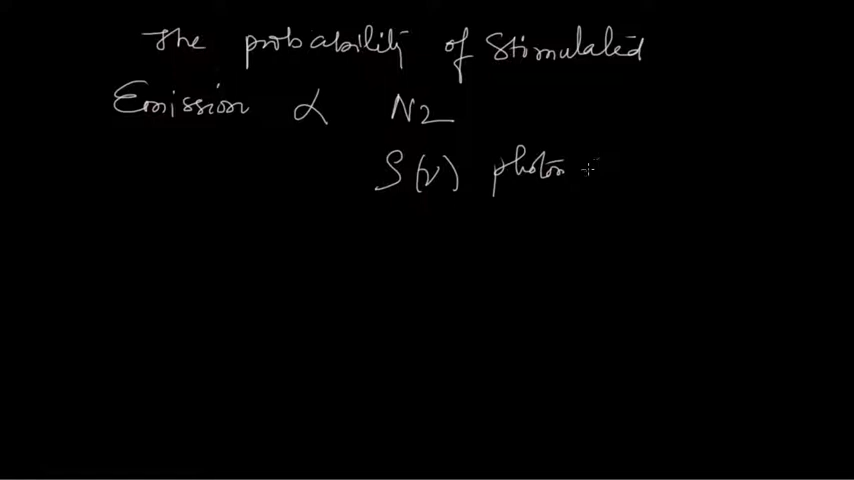 The probability of Stimulated
Emission α N2
S(ν) photon